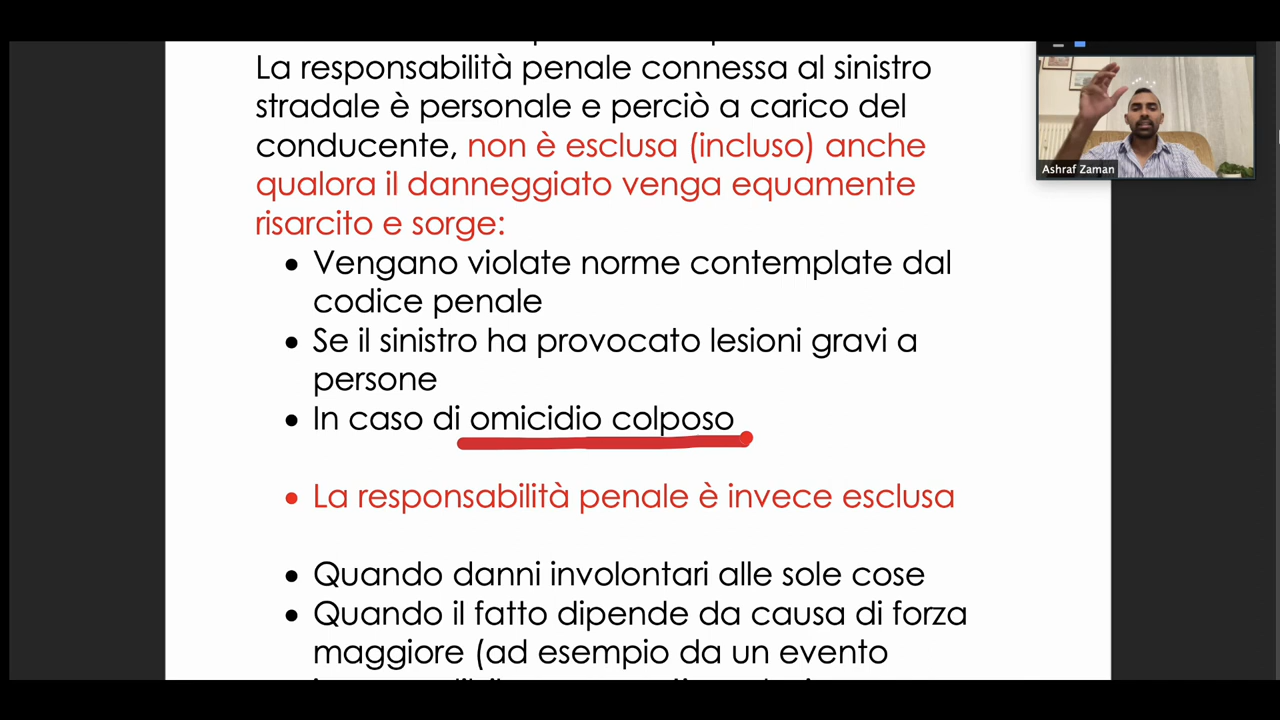 La responsabilità penale connessa al sinistro
stradale è personale e perciò a carico del
conducente, non è esclusa (incluso) anche
qualora il danneggiato venga equamente
risarcito e sorge:
• Vengano violate norme contemplate dal
codice penale
• Se il sinistro ha provocato lesioni gravi a
persone
• In caso di omicidio colposo
• La responsabilità penale è invece esclusa
• Quando danni involontari alle sole cose
• Quando il fatto dipende da causa di forza
maggiore (ad esempio da un evento
Ashraf Zaman